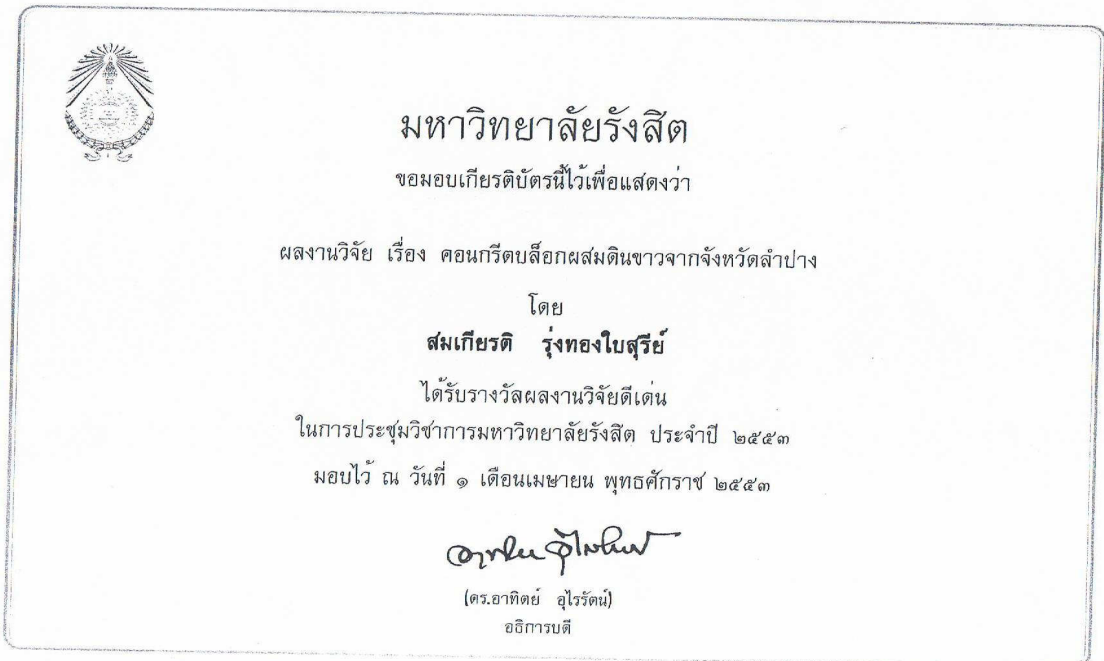 มหาวิทยาลัยรังสิต
ขอมอบเกียรติบัตรนี้ไว้เพื่อแสดงว่า
ผลงานวิจัย เรื่อง คอนกรีตบล็อกผสมดินขาวจากจังหวัดลำปาง
โดย
สมเกียรติ รุ่งทองใบสุรีย์
ได้รับรางวัลผลงานวิจัยดีเด่น
ในการประชุมวิชาการมหาวิทยาลัยรังสิต ประจำปี ๒๕๕๓
มอบไว้ ณ วันที่ ๑ เดือนเมษายน พุทธศักราช ๒๕๕๓
(ดร.อาทิตย์ อุไรรัตน์)
อธิการบดี